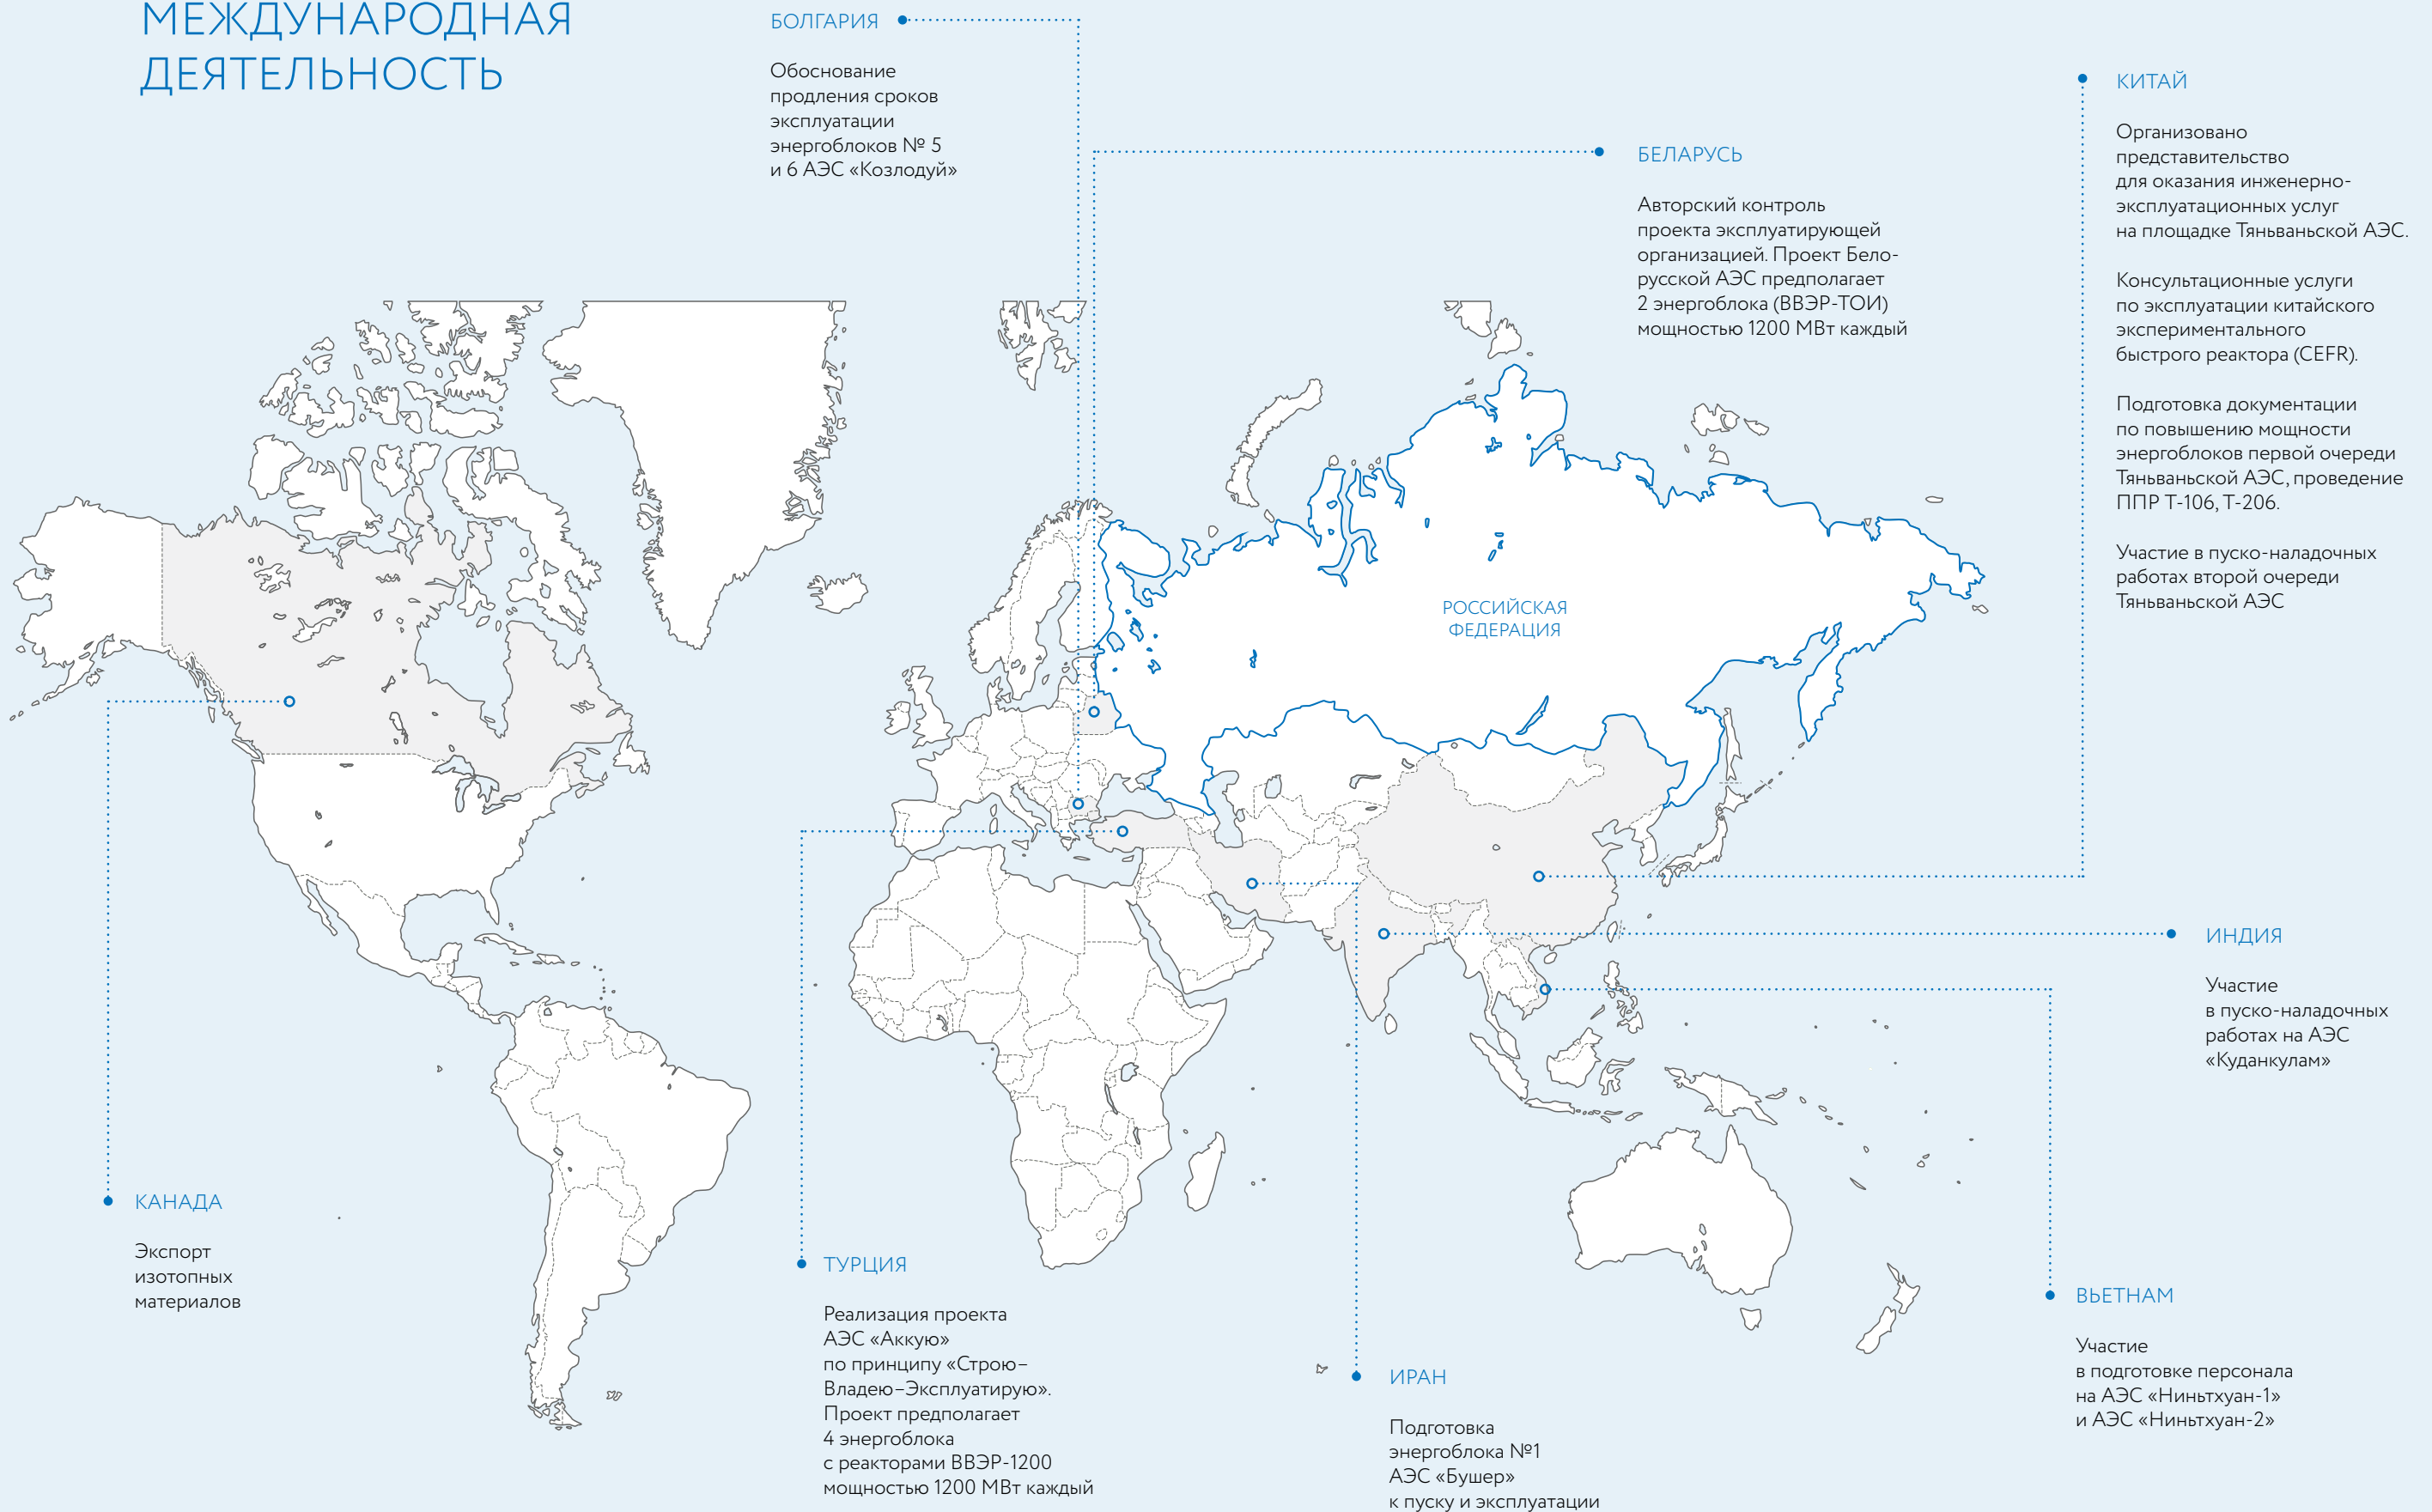 МЕЖДУНАРОДНАЯ
ДЕЯТЕЛЬНОСТЬ
БОЛГАРИЯ
Обоснование
продления сроков
эксплуатации
энергоблоков № 5
и 6 АЭС «Козлодуй»
БЕЛАРУСЬ
Авторский контроль
проекта эксплуатирующей
организацией. Проект Бело-
русской АЭС предполагает
2 энергоблока (ВВЭР-ТОИ)
мощностью 1200 МВт каждый
КИТАЙ
Организовано
представительство
для оказания инженерно-
эксплуатационных услуг
на площадке Тяньваньской АЭС.
Консультационные услуги
по эксплуатации китайского
экспериментального
быстрого реактора (CEFR).
Подготовка документации
по повышению мощности
энергоблоков первой очереди
Тяньваньской АЭС, проведение
ППР Т-106, Т-206.
Участие в пуско-наладочных
работах второй очереди
Тяньваньской АЭС
РОССИЙСКАЯ
ФЕДЕРАЦИЯ
ИНДИЯ
Участие
в пуско-наладочных
работах на АЭС
«Куданкулам»
КАНАДА
Экспорт
изотопных
материалов
ТУРЦИЯ
Реализация проекта
АЭС «Аккую»
по принципу «Строю–
Владею–Эксплуатирую».
Проект предполагает
4 энергоблока
с реакторами ВВЭР-1200
мощностью 1200 МВт каждый
ИРАН
Подготовка
энергоблока №1
АЭС «Бушер»
к пуску и эксплуатации
ВЬЕТНАМ
Участие
в подготовке персонала
на АЭС «Ниньтхуан-1»
и АЭС «Ниньтхуан-2»